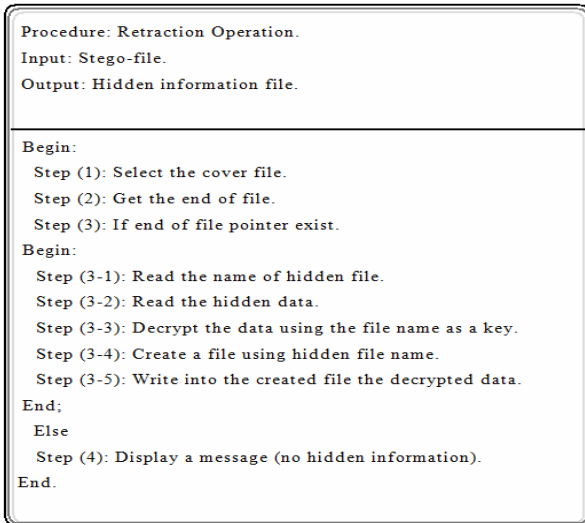 Procedure: Retraction Operation.
Input: Stego-file.
Output: Hidden information file.
Begin:
Step (1): Select the cover file.
Step (2): Get the end of file.
Step (3): If end of file pointer exist.
Begin:
Step (3-1): Read the name of hidden file.
Step (3-2): Read the hidden data.
Step (3-3): Decrypt the data using the file name as a key.
Step (3-4): Create a file using hidden file name.
Step (3-5): Write into the created file the decrypted data.
End;
Else
Step (4): Display a message (no hidden information).
End.